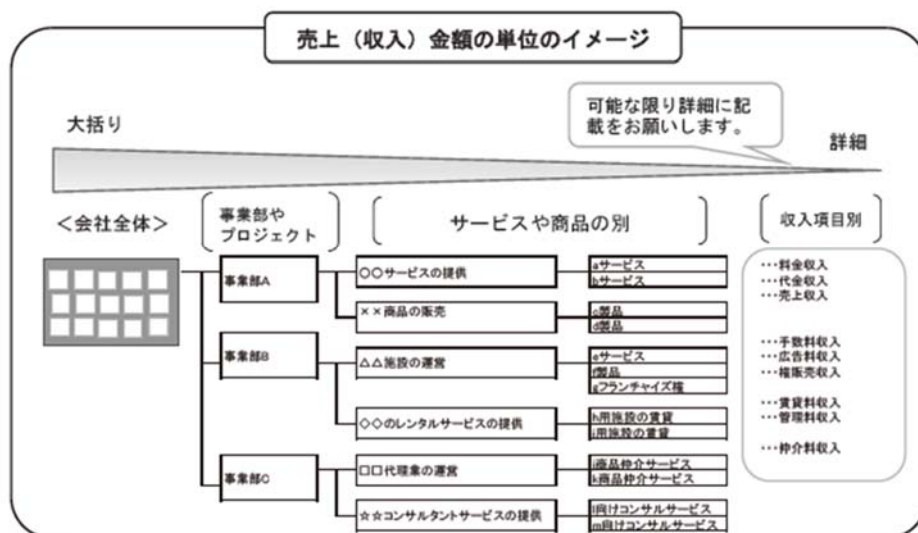 売上（収入）金額の単位のイメージ
可能な限り詳細に記
載をお願いします。
大括り
詳細
＜会社全体＞
事業部や
プロジェクト
サービスや商品の別
収入項目別
事業部A
○○サービスの提供
aサービス
bサービス
××商品の販売
c製品
d製品
事業部B
△△施設の運営
eサービス
f製品
gフランチャイズ権
◇◇のレンタルサービスの提供
h用施設の賃貸
i用施設の賃貸
事業部C
□□代理業の運営
j商品仲介サービス
k商品仲介サービス
☆☆コンサルタントサービスの提供
l向けコンサルサービス
m向けコンサルサービス
…料金収入
…代金収入
…売上収入
…手数料収入
…広告料収入
…権販売収入
…賃貸料収入
…管理料収入
…仲介料収入